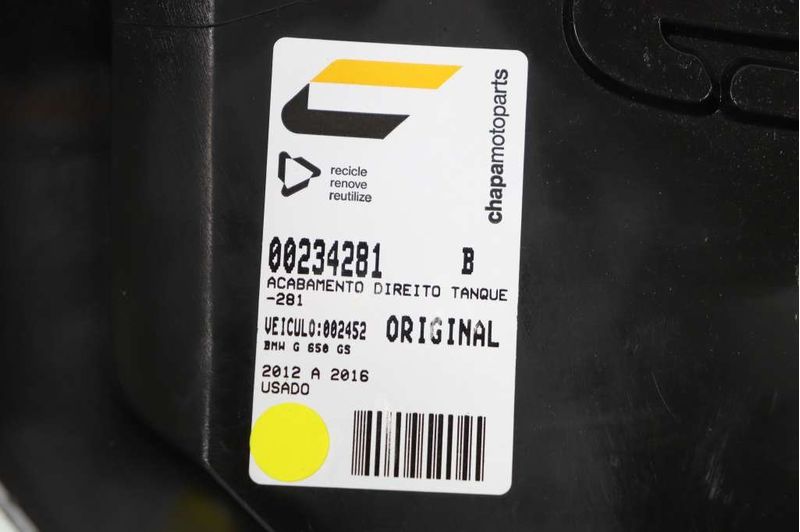 chapamotoparts
recicle
renove
reutilize
00234281 B
ACABAMENTO DIREITO TANQUE
-281
VEICULO:002452 ORIGINAL
BMW G 650 GS
2012 A 2016
USADO